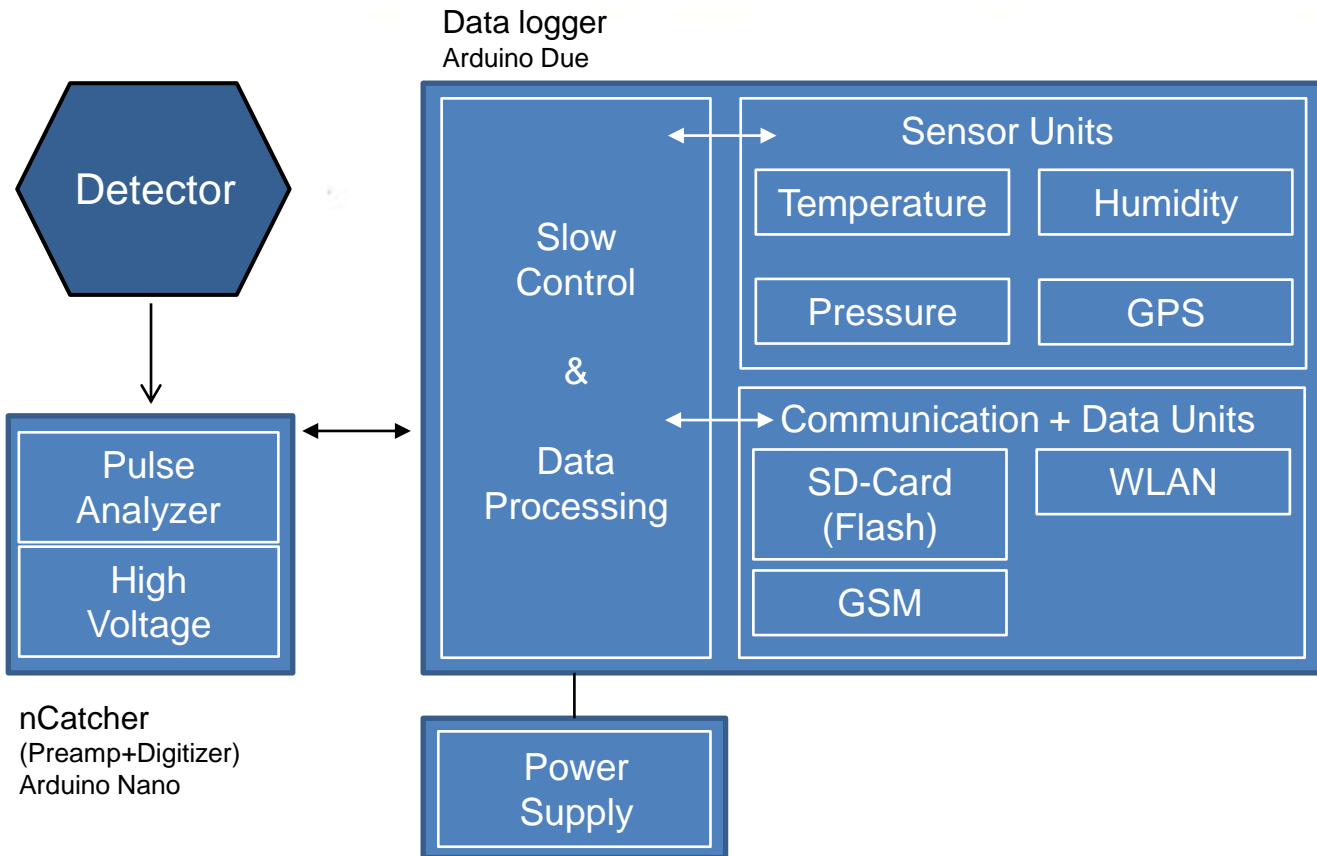 Data logger
Arduino Due
Detector
Slow
Control
&
Data
Processing
Sensor Units
Temperature
Humidity
Pressure
GPS
Communication + Data Units
SD-Card
(Flash)
WLAN
GSM
Pulse
Analyzer
High
Voltage
nCatcher
(Preamp+Digitizer)
Arduino Nano
Power
Supply